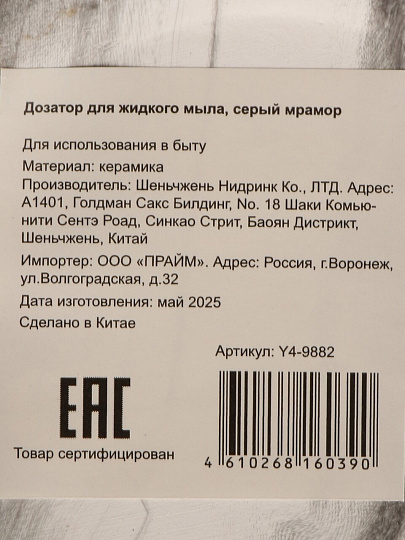 Дозатор для жидкого мыла, серый мрамор
Для использования в быту
Материал: керамика
Производитель: Шеньчжень Нидринк Ко., ЛТД. Адрес:
А1401, Голдман Сакс Билдинг, No. 18 Шаки Комью-
нити Сентэ Роад, Синкао Стрит, Баоян Дистрикт,
Шеньчжень, Китай
Импортер: ООО «ПРАЙМ». Адрес: Россия, г.Воронеж,
ул.Волгоградская, д.32
Дата изготовления: май 2025
Сделано в Китае
Артикул: Y4-9882
EAC
Товар сертифицирован
4 610268 160390